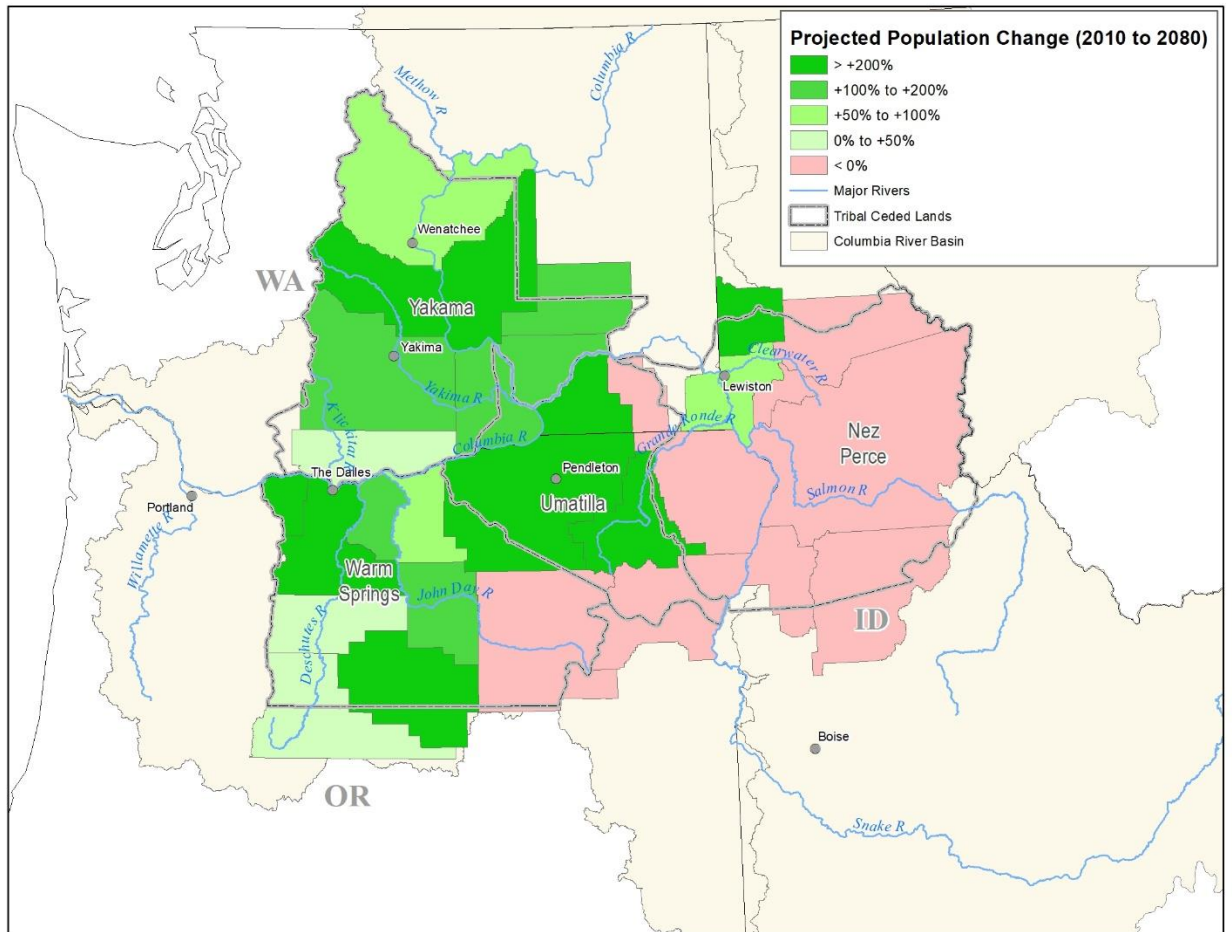 Projected Population Change (2010 to 2080)
> +200%
+100% to +200%
+50% to +100%
0% to +50%
< 0%
Major Rivers
Tribal Ceded Lands
Columbia River Basin
Methow R
Columbia R
Wenatchee
WA
Yakama
Yakima
Yakima R
Klickitat R
Columbia R
The Dalles
Portland
Willamette R
Clearwater R
Lewiston
Grande Ronde R
Nez
Perce
Pendleton
Umatilla
Salmon R
Warm
Springs
John Day R
Deschutes R
ID
Boise
OR
Snake R